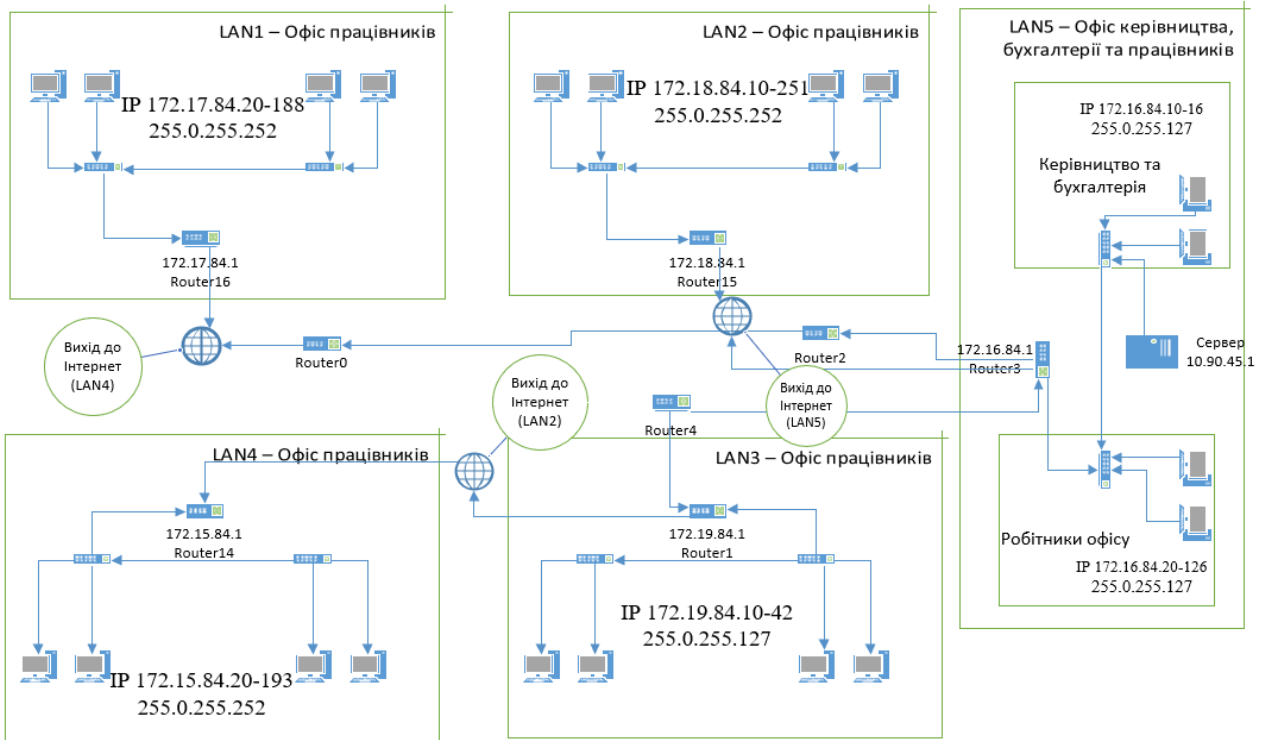 LAN1 – Офіс працівників
IP 172.17.84.20-188
255.0.255.252
172.17.84.1
Router16
LAN2 – Офіс працівників
IP 172.18.84.10-251
255.0.255.252
172.18.84.1
Router15
LAN5 – Офіс керівництва,
бухгалтерії та працівників
IP 172.16.84.10-16
255.0.255.127
Керівництво та
бухгалтерія
Сервер
10.90.45.1
172.16.84.1
Router3
Вихід до
Інтернет
(LAN4)
Router0
Router2
Вихід до
Інтернет
(LAN2)
Router4
Вихід до
Інтернет
(LAN5)
LAN4 – Офіс працівників
172.15.84.1
Router14
IP 172.15.84.20-193
255.0.255.252
LAN3 – Офіс працівників
172.19.84.1
Router1
IP 172.19.84.10-42
255.0.255.127
Робітники офісу
IP 172.16.84.20-126
255.0.255.127